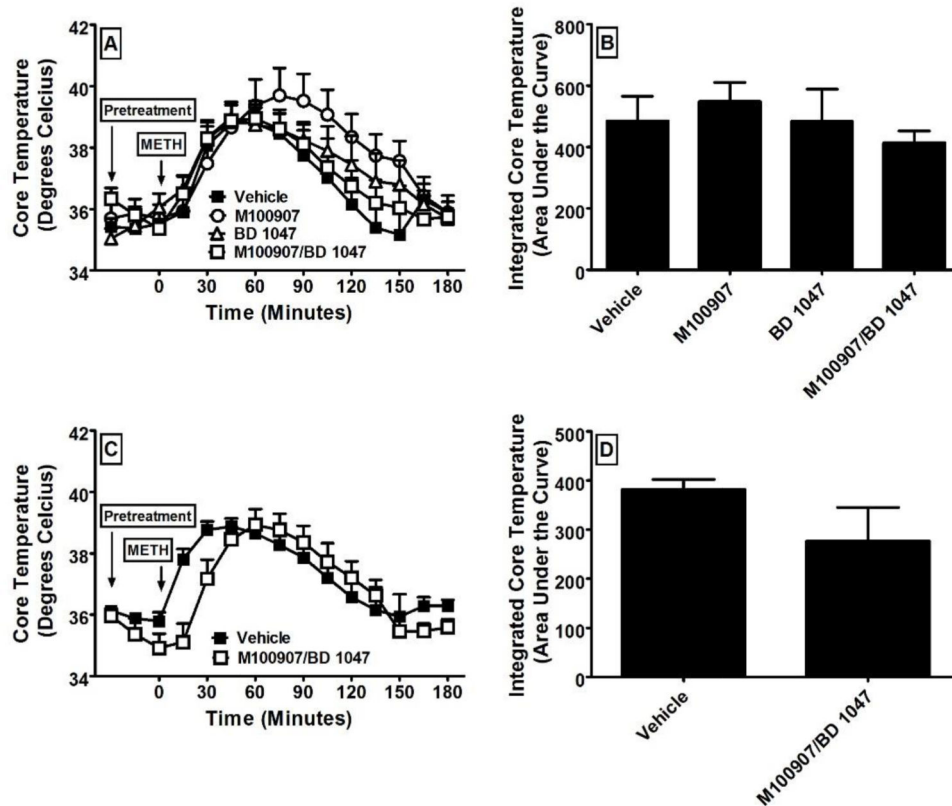 A
Core Temperature
(Degrees Celcius)
42
40
38
36
34
Pretreatment
METH
Vehicle
M100907
BD 1047
M100907/BD 1047
0 30 60 90 120 150 180
Time (Minutes)
B
Integrated Core Temperature
(Area Under the Curve)
800
600
400
200
0
Vehicle
M100907
BD 1047
M100907/BD 1047
C
Core Temperature
(Degrees Celcius)
42
40
38
36
34
Pretreatment
METH
Vehicle
M100907/BD 1047
0 30 60 90 120 150 180
Time (Minutes)
D
Integrated Core Temperature
(Area Under the Curve)
500
400
300
200
100
0
Vehicle
M100907/BD 1047